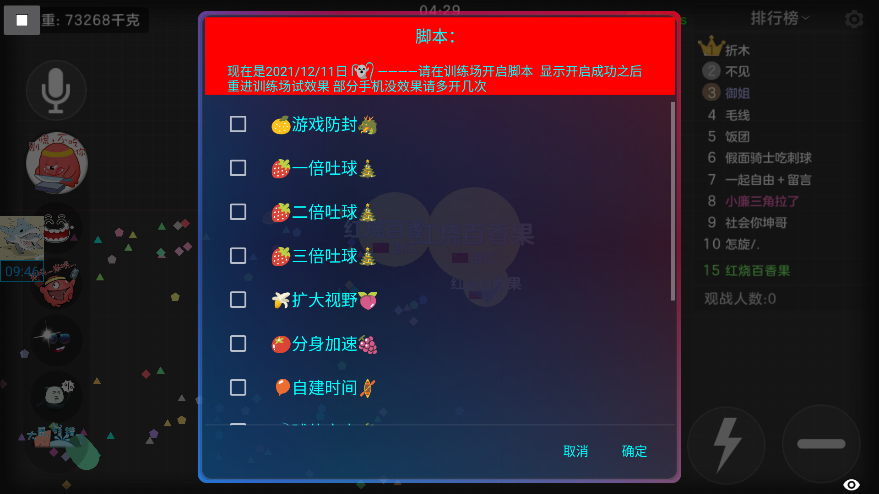 04:29
重: 73268千克
脚本:
现在是2021/12/11日 ————请在训练场开启脚本 显示开启成功之后
重进训练场试效果 部分手机没效果请多开几次
游戏防封
一倍吐球
二倍吐球
三倍吐球
扩大视野
分身加速
自建时间
取消
确定
09:46
排行榜
折木
2 不见
3 御姐
4 毛线
5 饭团
6 假面骑士吃刺球
7 一起自由+留言
8 小廉三角拉了
9 社会你坤哥
10 怎旋/.
15 红烧百香果
观战人数:0